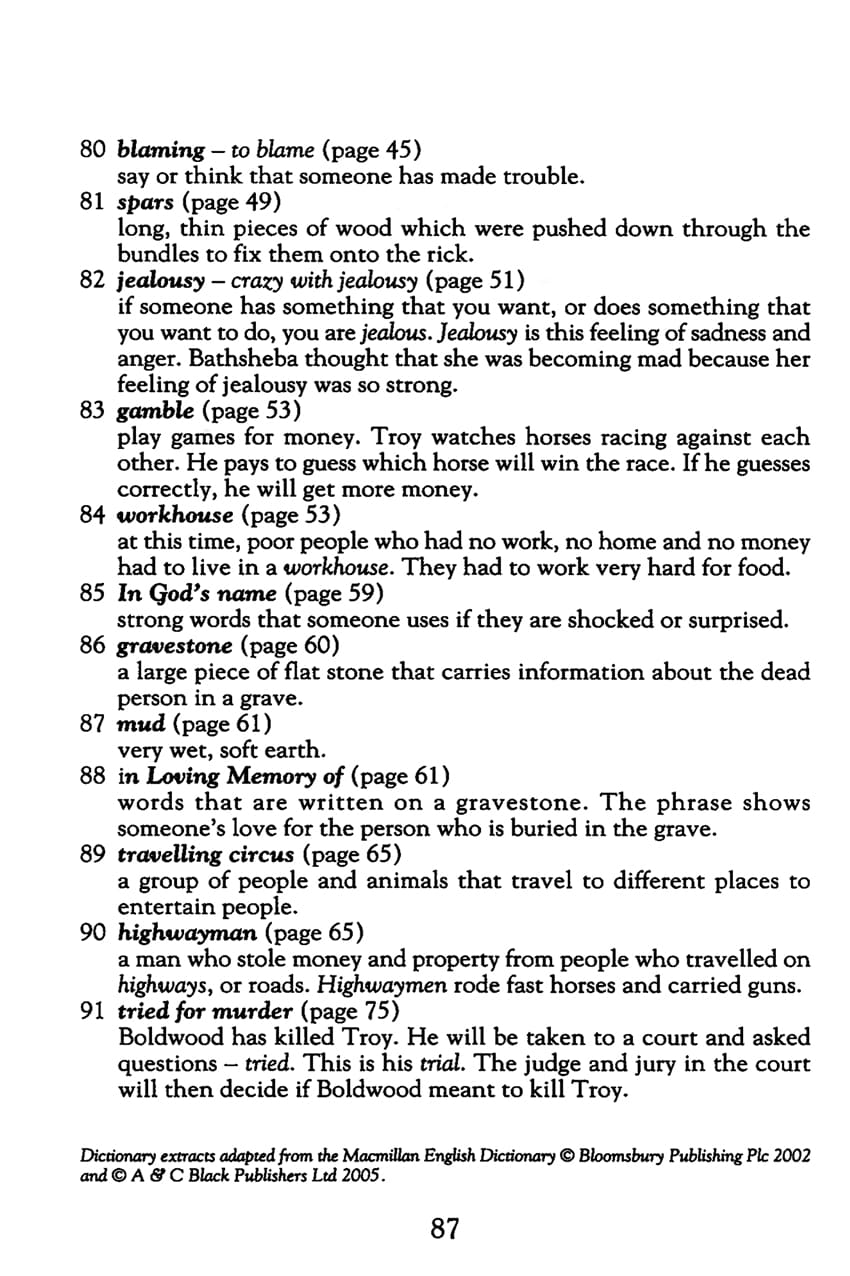 80 blaming – to blame (page 45)
say or think that someone has made trouble.
81 spars (page 49)
long, thin pieces of wood which were pushed down through the
bundles to fix them onto the rick.
82 jealousy – crazy with jealousy (page 51)
if someone has something that you want, or does something that
you want to do, you are jealous. Jealousy is this feeling of sadness and
anger. Bathsheba thought that she was becoming mad because her
feeling of jealousy was so strong.
83 gamble (page 53)
play games for money. Troy watches horses racing against each
other. He pays to guess which horse will win the race. If he guesses
correctly, he will get more money.
84 workhouse (page 53)
at this time, poor people who had no work, no home and no money
had to live in a workhouse. They had to work very hard for food.
85 In God's name (page 59)
strong words that someone uses if they are shocked or surprised.
86 gravestone (page 60)
a large piece of flat stone that carries information about the dead
person in a grave.
87 mud (page 61)
very wet, soft earth.
88 in Loving Memory of (page 61)
words that are written on a gravestone. The phrase shows
someone's love for the person who is buried in the grave.
89 travelling circus (page 65)
a group of people and animals that travel to different places to
entertain people.
90 highwayman (page 65)
a man who stole money and property from people who travelled on
highways, or roads. Highwaymen rode fast horses and carried guns.
91 tried for murder (page 75)
Boldwood has killed Troy. He will be taken to a court and asked
questions – tried. This is his trial. The judge and jury in the court
will then decide if Boldwood meant to kill Troy.
Dictionary extracts adapted from the Macmillan English Dictionary © Bloomsbury Publishing Plc 2002
and © A & C Black Publishers Ltd 2005.
87